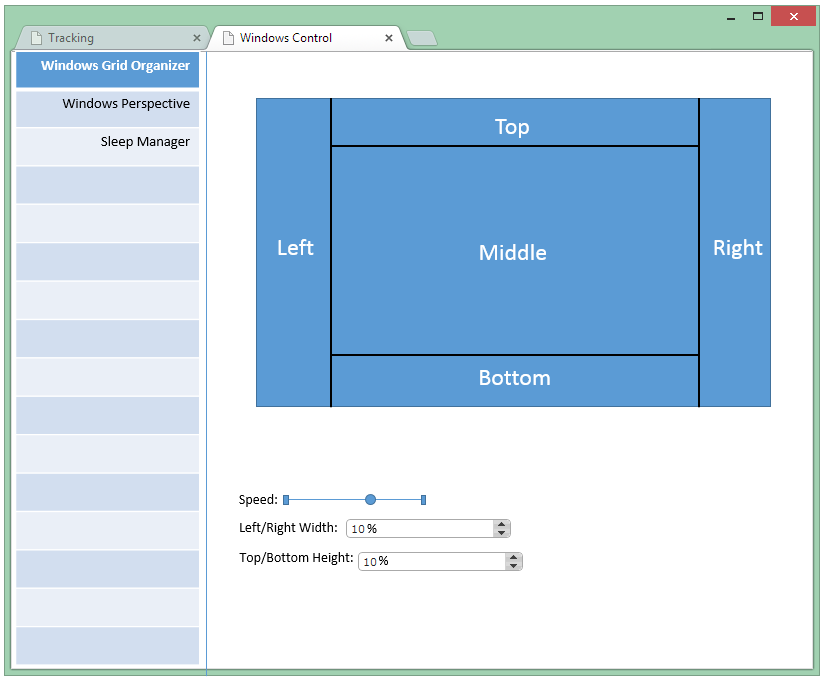 Tracking
Windows Control
Windows Grid Organizer
Windows Perspective
Sleep Manager
Top
Left
Middle
Right
Bottom
Speed:
Left/Right Width: 10%
Top/Bottom Height: 10%